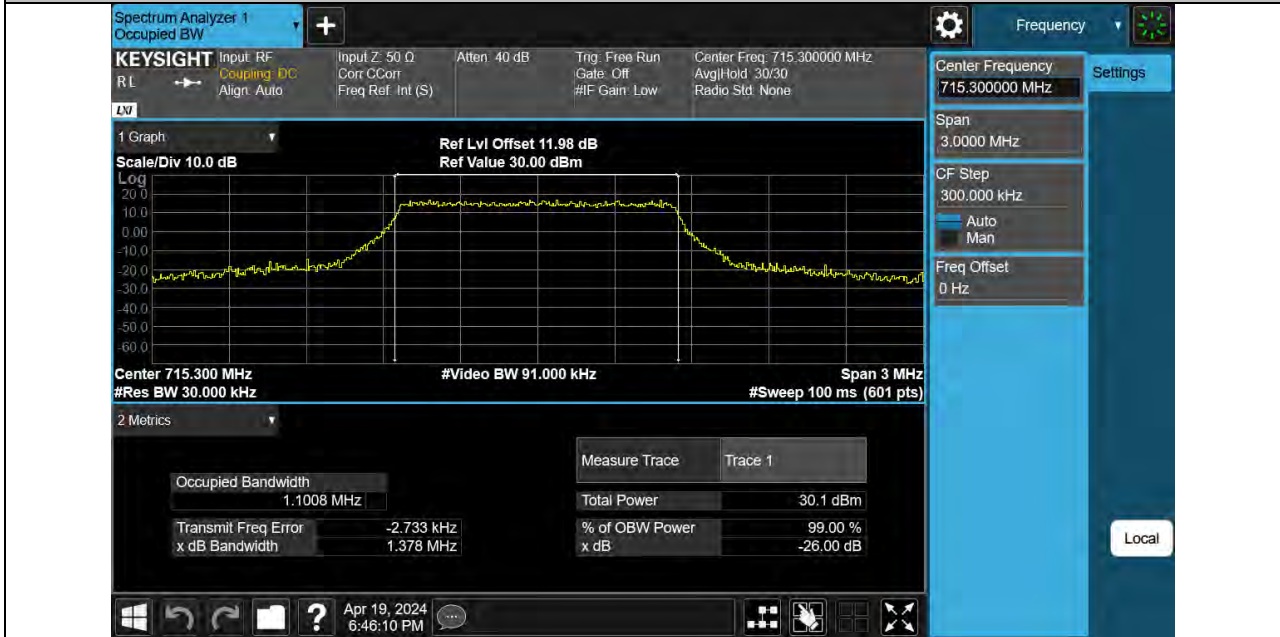 Spectrum Analyzer 1
Occupied BW
Frequency
KEYSIGHT Input: RF Input Z: 50 Ω Atten: 40 dB Trig: Free Run Center Freq: 715.300000 MHz
RL Coupling: DC Corr CCorr Gate: Off Avg|Hold: 30/30
Align: Auto Freq Ref: Int (S) #IF Gain: Low Radio Std: None
LXI
Center Frequency
715.300000 MHz
Settings
Span
3.0000 MHz
CF Step
300.000 kHz
Auto
Man
Freq Offset
0 Hz
1 Graph
Ref Lvl Offset 11.98 dB
Scale/Div 10.0 dB Ref Value 30.00 dBm
Log
20.0
10.0
0.00
-10.0
-20.0
-30.0
-40.0
-50.0
-60.0
Center 715.300 MHz #Video BW 91.000 kHz Span 3 MHz
#Res BW 30.000 kHz #Sweep 100 ms (601 pts)
2 Metrics
Measure Trace Trace 1
Occupied Bandwidth
1.1008 MHz
Total Power 30.1 dBm
Transmit Freq Error -2.733 kHz % of OBW Power 99.00 %
x dB Bandwidth 1.378 MHz x dB -26.00 dB
Local
? Apr 19, 2024
6:46:10 PM